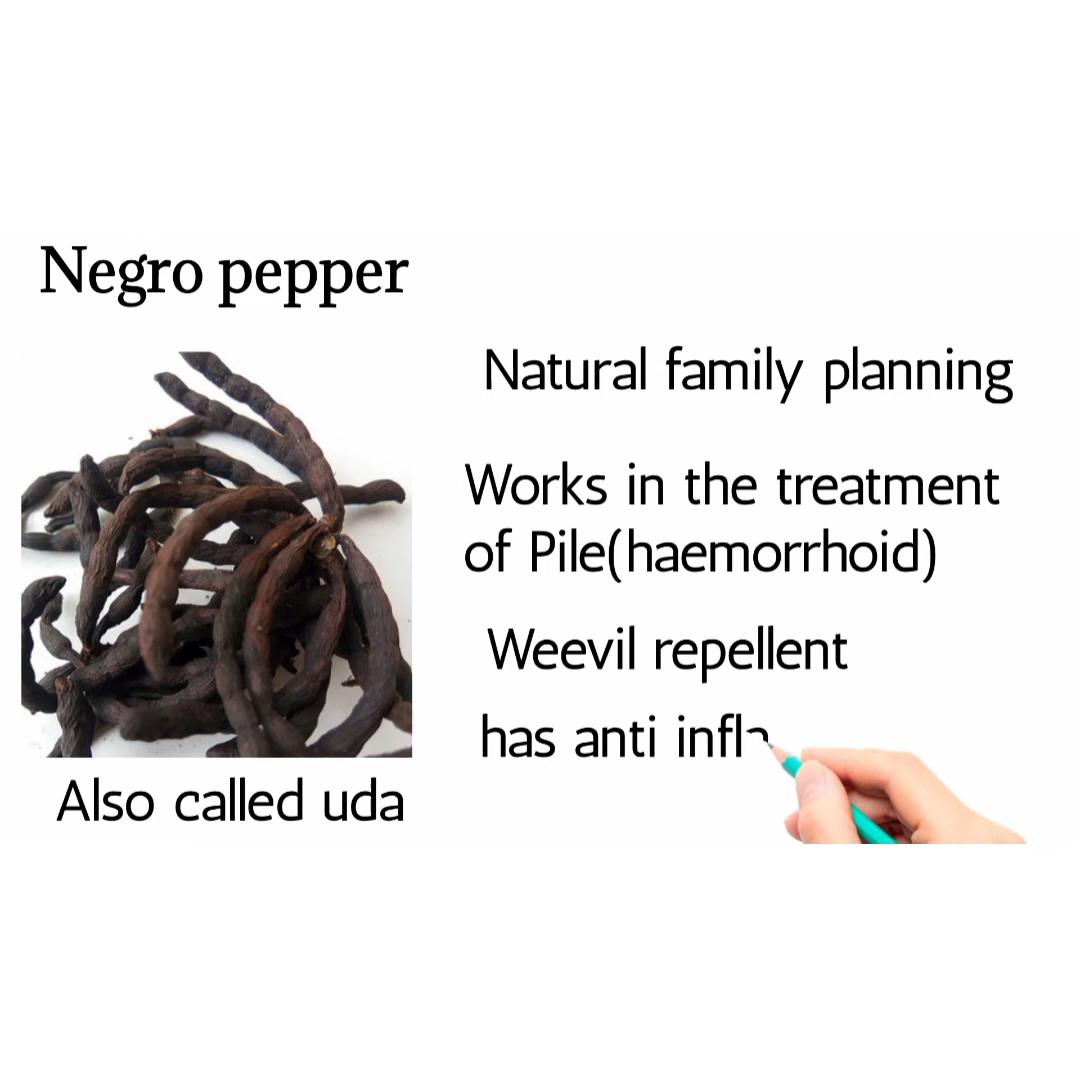 Negro pepper
Natural family planning
Works in the treatment
of Pile(haemorrhoid)
Weevil repellent
has anti
Also called uda